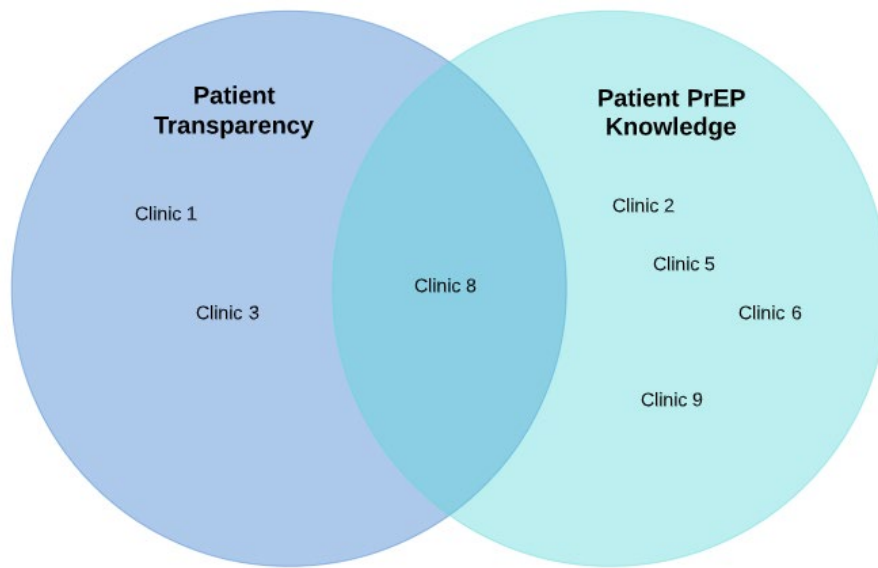 Patient
Transparency
Patient PrEP
Knowledge
Clinic 1
Clinic 3
Clinic 8
Clinic 2
Clinic 5
Clinic 6
Clinic 9